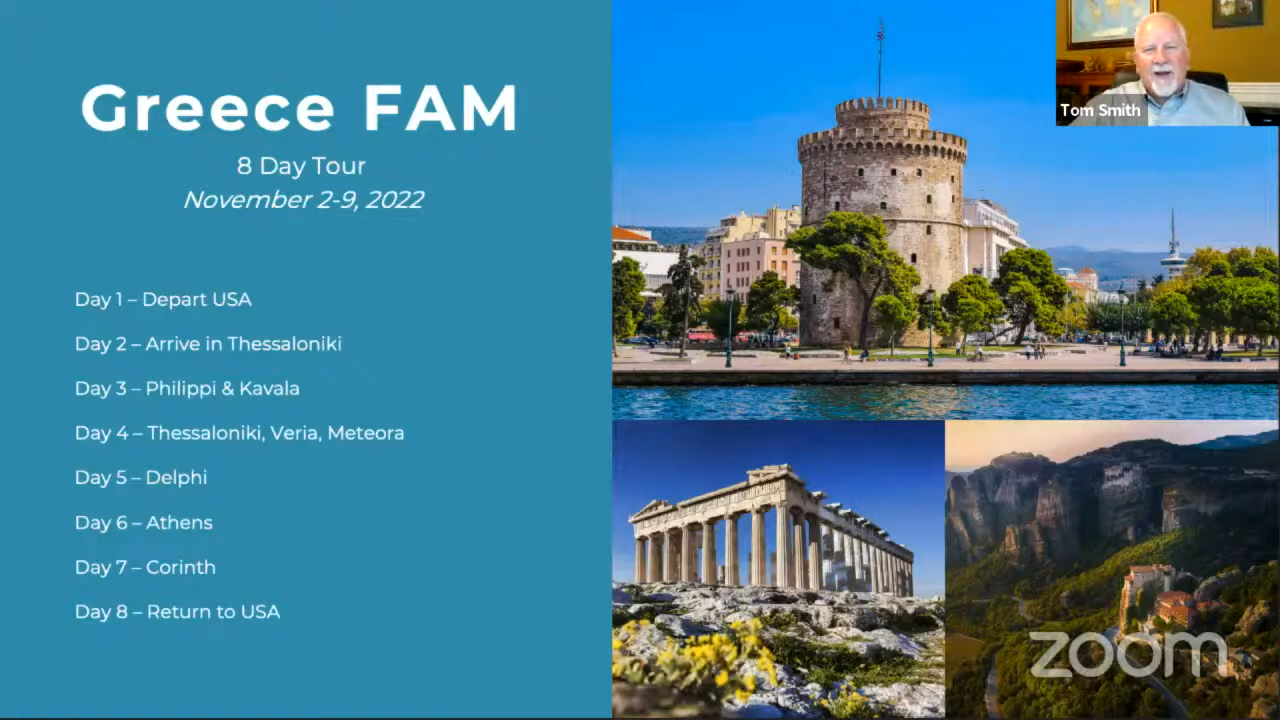 Greece FAM
8 Day Tour
November 2-9, 2022
Day 1 – Depart USA
Day 2 – Arrive in Thessaloniki
Day 3 – Philippi & Kavala
Day 4 – Thessaloniki, Veria, Meteora
Day 5 – Delphi
Day 6 – Athens
Day 7 – Corinth
Day 8 – Return to USA
Tom Smith
zoom